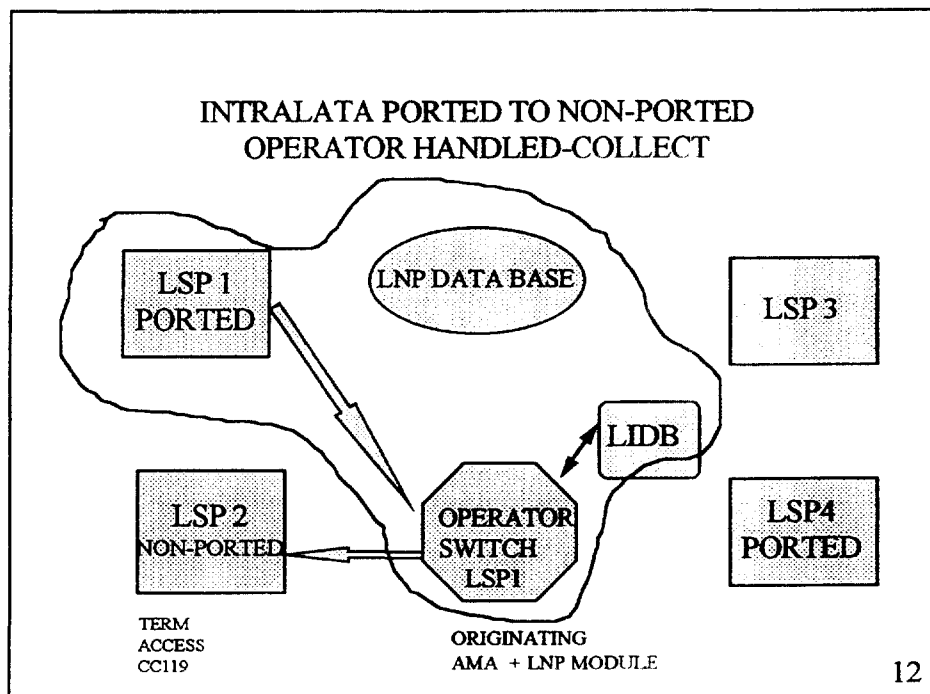 INTRALATA PORTED TO NON-PORTED
OPERATOR HANDLED-COLLECT
LSP 1
PORTED
LNP DATA BASE
LSP 3
LIDB
LSP 2
NON-PORTED
OPERATOR
SWITCH
LSP1
LSP4
PORTED
TERM
ACCESS
CC119
ORIGINATING
AMA + LNP MODULE
12